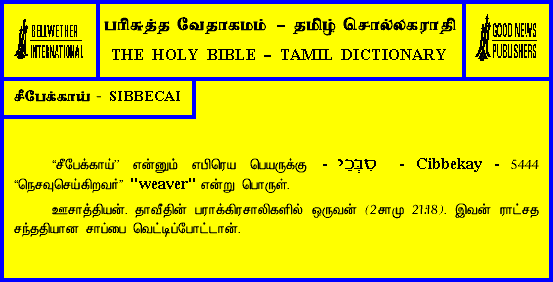 BELLWETHER
INTERNATIONAL
பரிசுத்த வேதாகமம் – தமிழ் சொல்லகராதி
THE HOLY BIBLE – TAMIL DICTIONARY
GOOD NEWS
PUBLISHERS
சீபேக்காய் - SIBBECAI
“சீபேக்காய்” என்னும் எபிரெய பெயருக்கு - סִבְּכַי - Cibbekay - 5444
“நெசவுசெய்கிறவர்” "weaver" என்று பொருள்.
ஊசாத்தியன். தாவீதின் பராக்கிரசாலிகளில் ஒருவன் (2சாமு 21:18). இவன் ராட்சத
சந்ததியான சாப்பை வெட்டிப்போட்டான்.